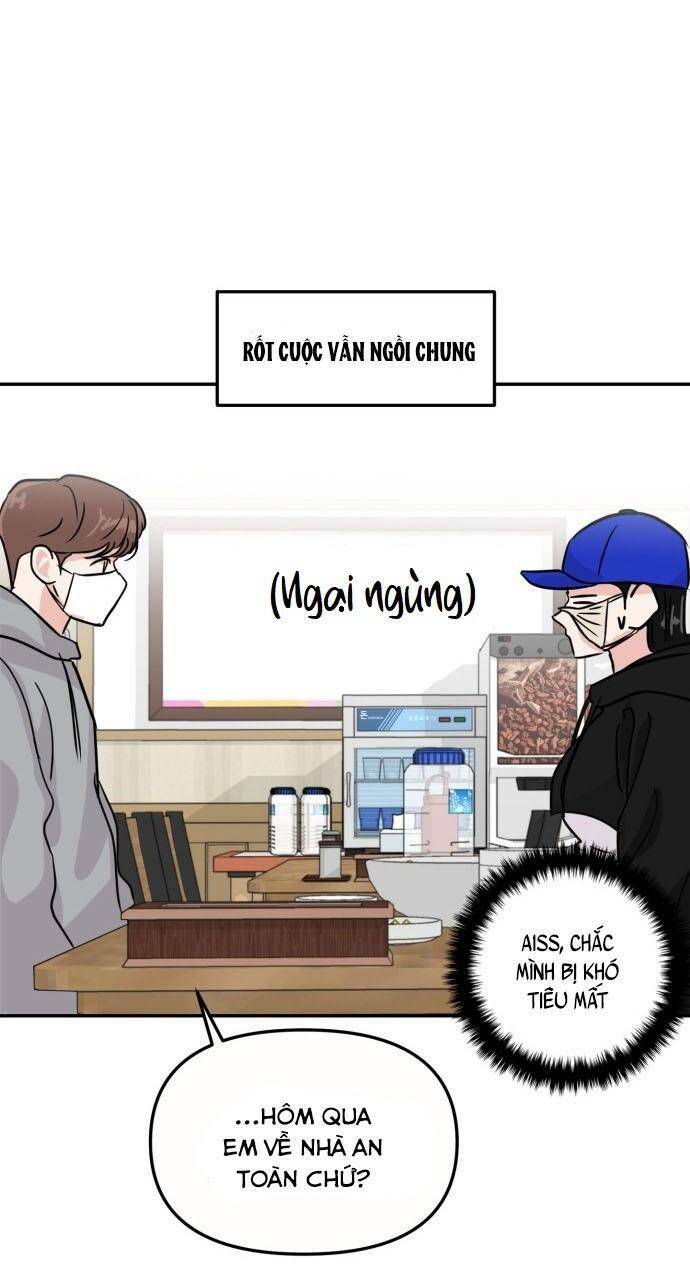 RỐT CUỘC VẪN NGỒI CHUNG
(Ngại ngùng)
AISS, CHẮC
MÌNH BỊ KHÓ
TIÊU MẤT
...HÔM QUA
EM VỀ NHÀ AN
TOÀN CHỨ?